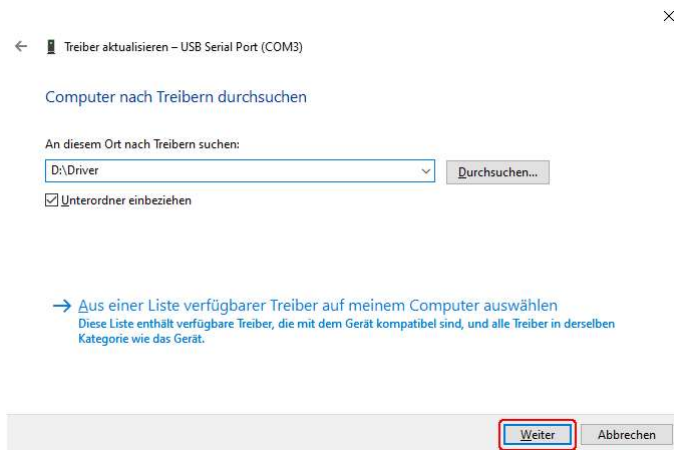 Treiber aktualisieren – USB Serial Port (COM3)
Computer nach Treibern durchsuchen
An diesem Ort nach Treibern suchen:
D:\Driver
Durchsuchen...
Unterordner einbeziehen
Aus einer Liste verfügbarer Treiber auf meinem Computer auswählen
Diese Liste enthält verfügbare Treiber, die mit dem Gerät kompatibel sind, und alle Treiber in derselben
Kategorie wie das Gerät.
Weiter
Abbrechen